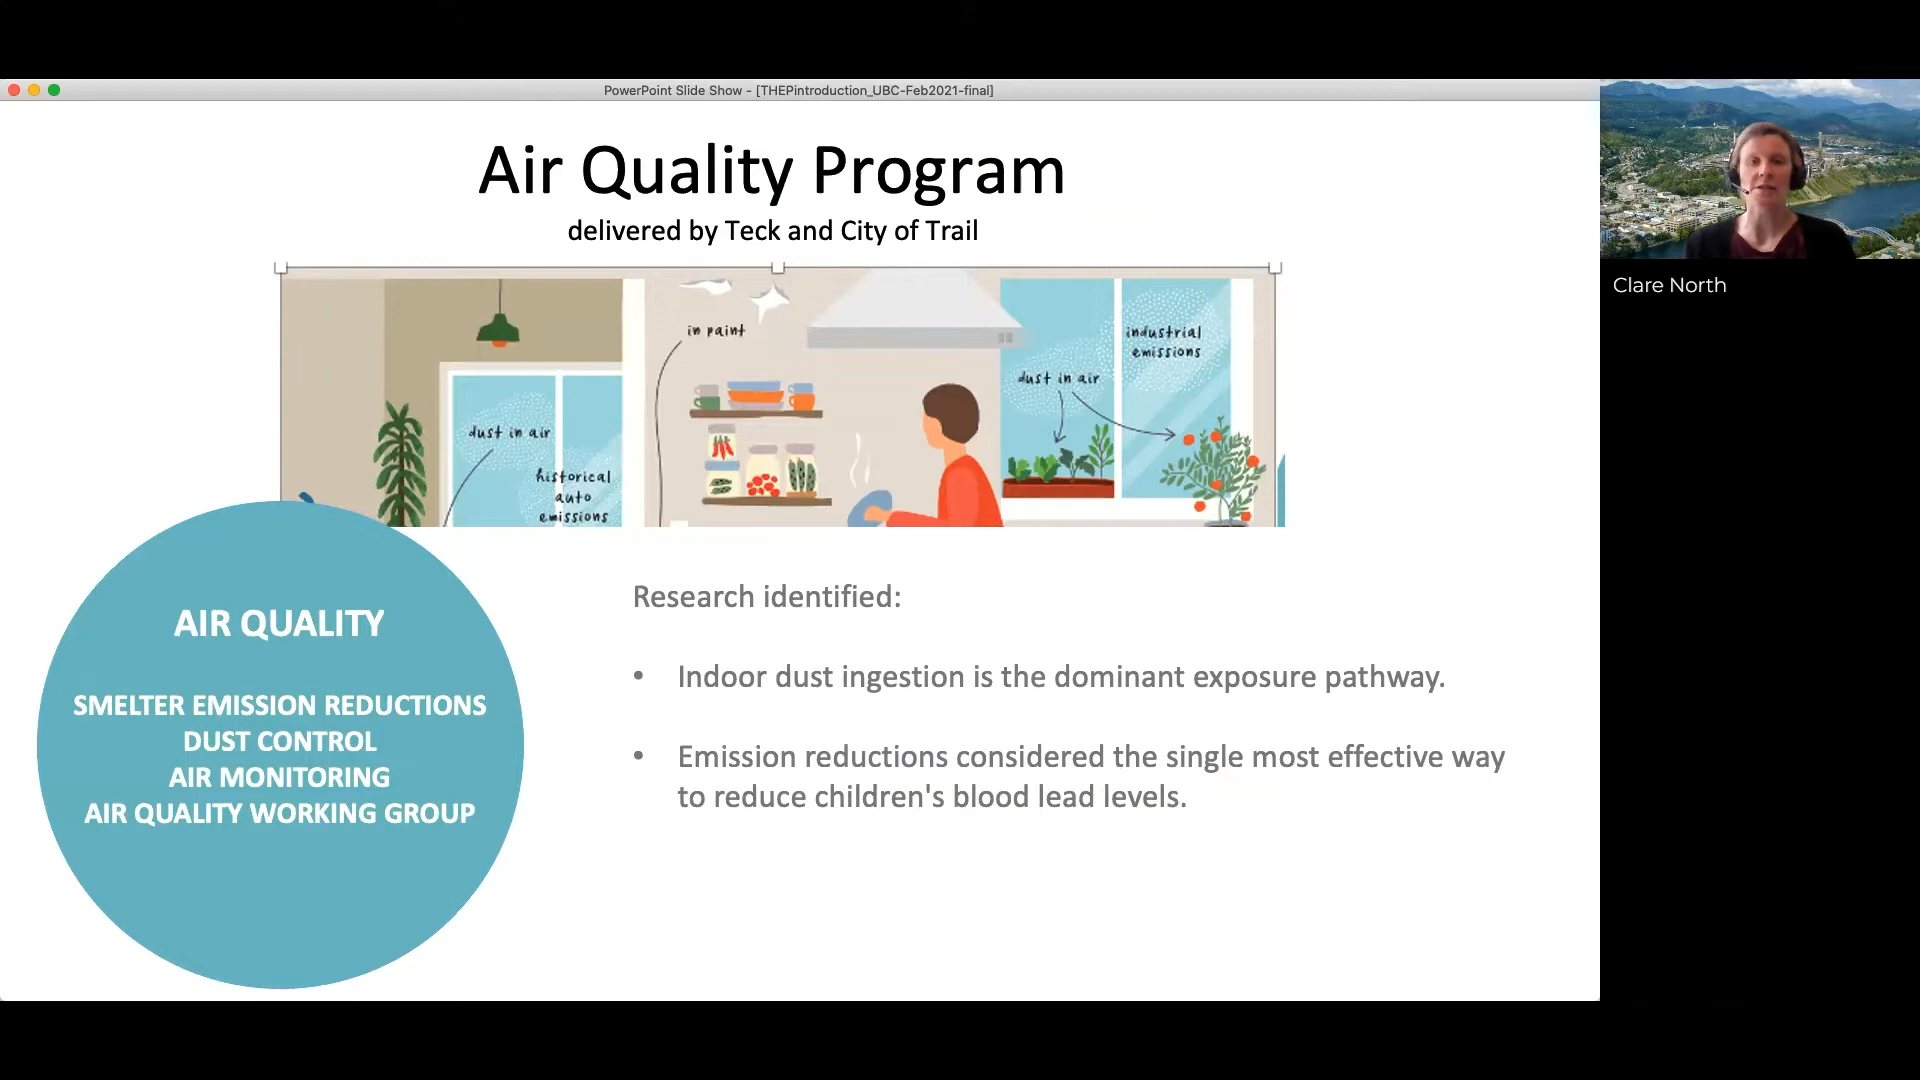 PowerPoint Slide Show - [THEPintroduction_UBC-Feb2021-final]
Air Quality Program
delivered by Teck and City of Trail
in paint
industrial
emissions
dust in air
dust in air
historical
auto
emissions
AIR QUALITY
SMELTER EMISSION REDUCTIONS
DUST CONTROL
AIR MONITORING
AIR QUALITY WORKING GROUP
Research identified:
• Indoor dust ingestion is the dominant exposure pathway.
• Emission reductions considered the single most effective way
to reduce children's blood lead levels.
Clare North